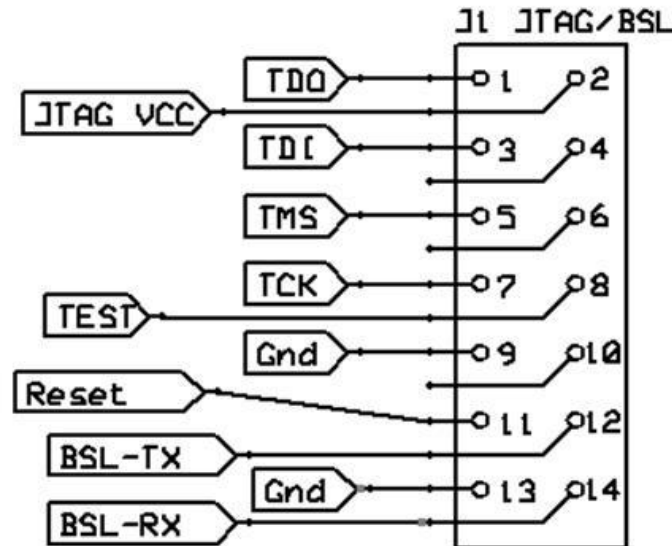 J1 JTAG/BSL
TDO 1 2
JTAG VCC
TDI 3 4
TMS 5 6
TCK 7 8
TEST
Gnd 9 10
Reset
11 12
BSL-TX
Gnd 13 14
BSL-RX